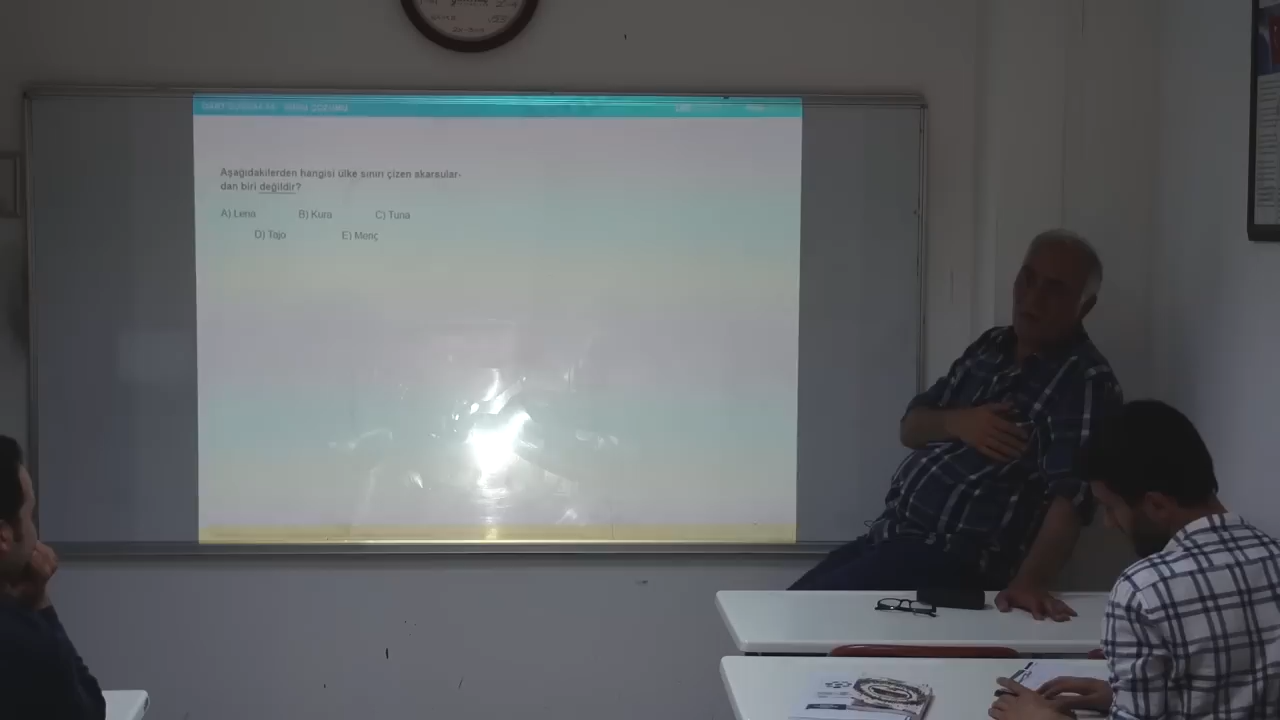 Aşağıdakilerden hangisi ülke sınırı çizen akarsular-
dan biri değildir?
A) Lena B) Kura C) Tuna
D) Tajo E) Meriç